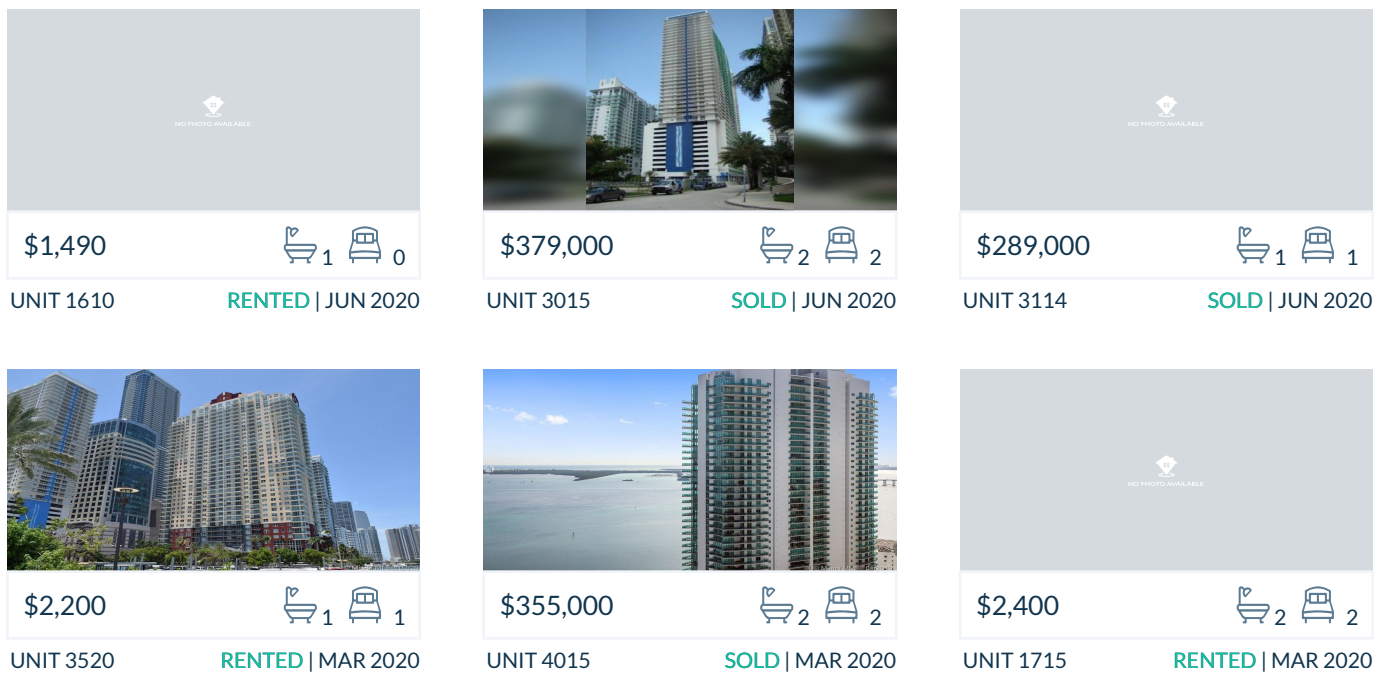 NO PHOTO AVAILABLE
NO PHOTO AVAILABLE
$1,490 1 0
$379,000 2 2
$289,000 1 1
UNIT 1610 RENTED | JUN 2020
UNIT 3015 SOLD | JUN 2020
UNIT 3114 SOLD | JUN 2020
NO PHOTO AVAILABLE
$2,200 1 1
$355,000 2 2
$2,400 2 2
UNIT 3520 RENTED | MAR 2020
UNIT 4015 SOLD | MAR 2020
UNIT 1715 RENTED | MAR 2020